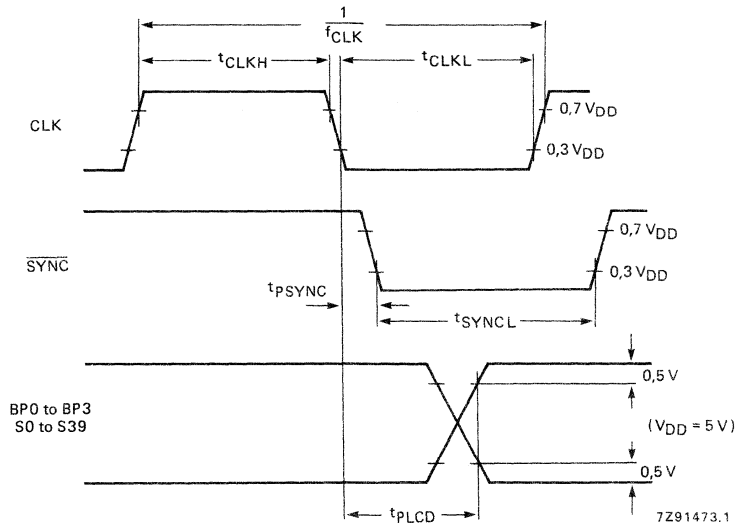 1
fCLK
tCLKH
tCLKL
CLK
0,7 VDD
0,3 VDD
SYNC
0,7 VDD
0,3 VDD
tPSYNC
tSYNCL
0,5 V
BP0 to BP3
S0 to S39
(VDD = 5 V)
0,5 V
tPLCD
7Z91473.1